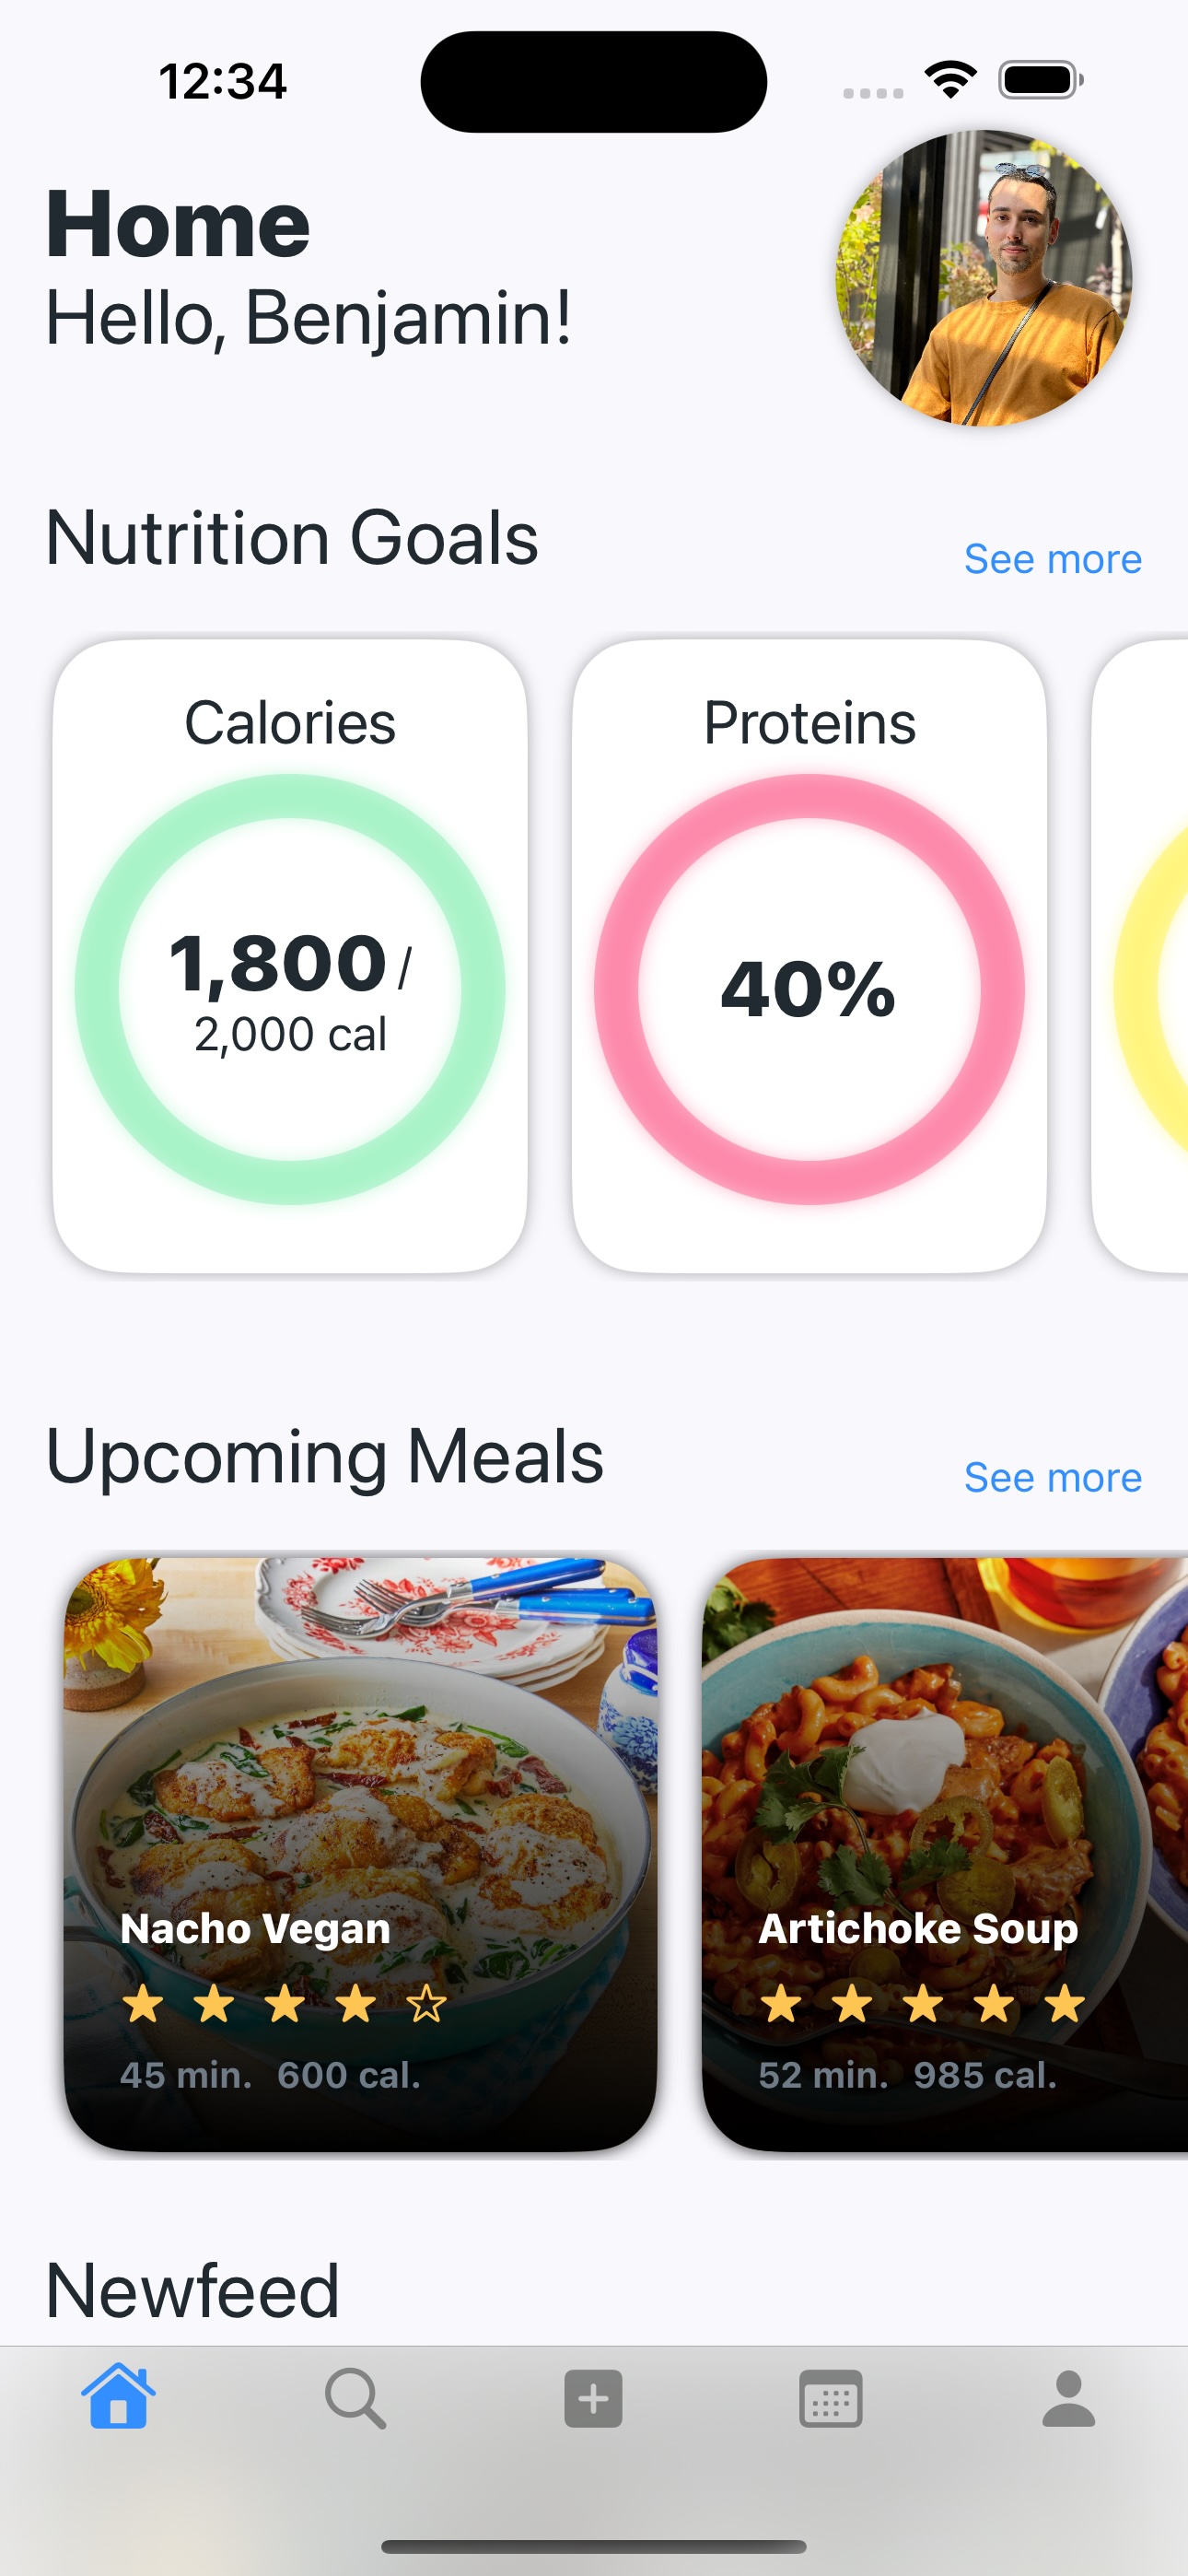 12:34
Home
Hello, Benjamin!
Nutrition Goals
See more
Calories
1,800 /
2,000 cal
Proteins
40%
Upcoming Meals
See more
Nacho Vegan
45 min. 600 cal.
Artichoke Soup
52 min. 985 cal.
Newfeed